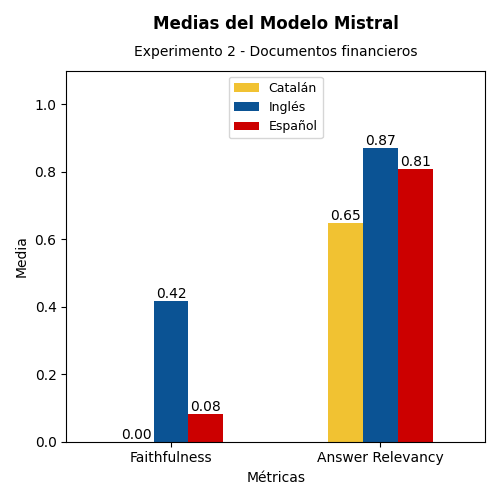 Medias del Modelo Mistral
Experimento 2 - Documentos financieros
Catalán
Inglés
Español
Media
1.0
0.8
0.6
0.4
0.2
0.0
0.00
0.42
0.08
0.65
0.87
0.81
Faithfulness
Answer Relevancy
Métricas